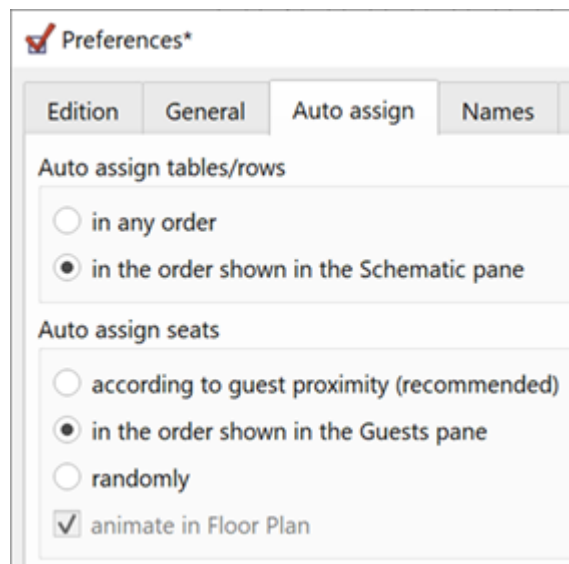 Preferences*
Edition General Auto assign Names
Auto assign tables/rows
in any order
in the order shown in the Schematic pane
Auto assign seats
according to guest proximity (recommended)
in the order shown in the Guests pane
randomly
animate in Floor Plan